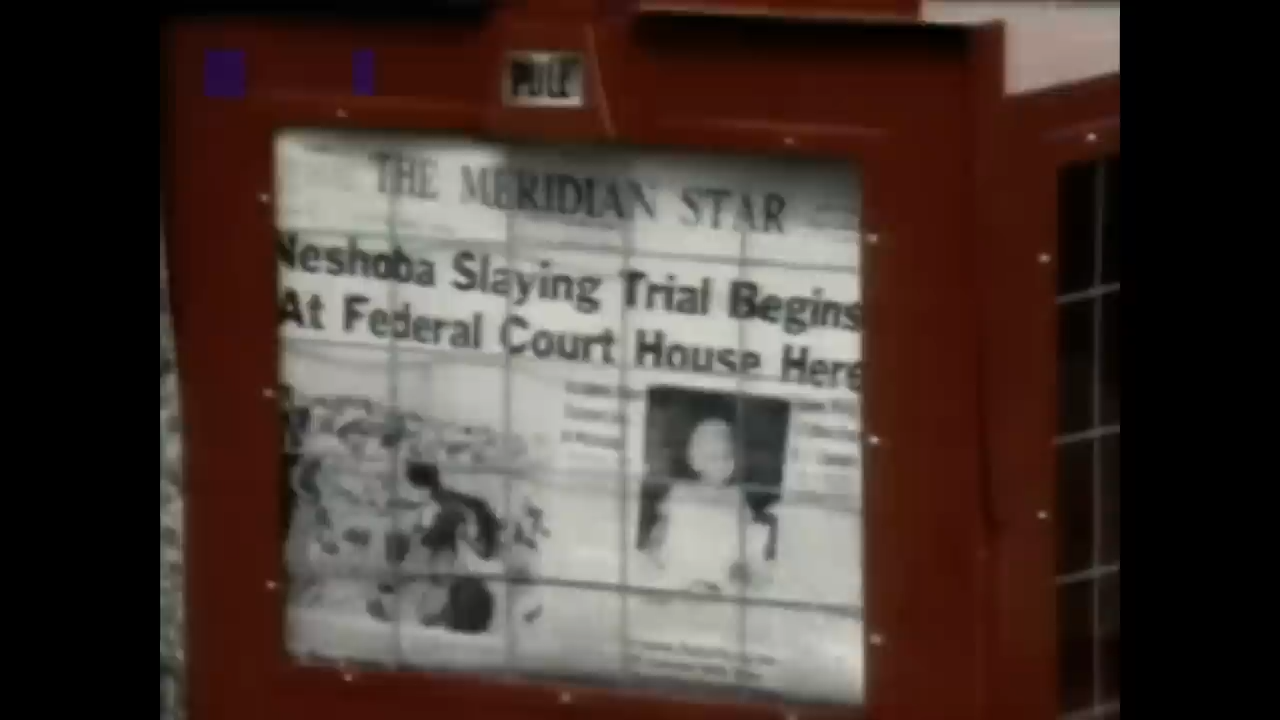 PULL
THE MERIDIAN STAR
Neshoba Slaying Trial Begins
At Federal Court House Here